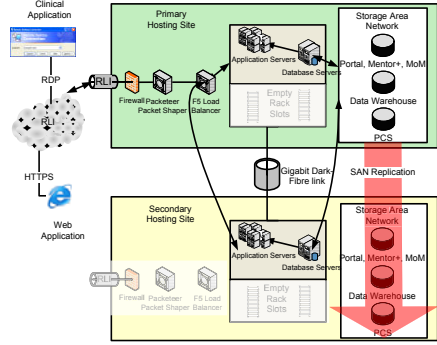 Clinical
Application
RDP
RLI
HTTPS
Web
Application
Primary
Hosting Site
RLI
Firewall
Packeteer
Packet Shaper
F5 Load
Balancer
Application Servers
Database Servers
Empty
Rack
Slots
Storage Area
Network
Portal, Mentor+, MoM
Data Warehouse
PCS
Gigabit Dark-
Fibre link
SAN Replication
Secondary
Hosting Site
RLI
Firewall
Packeteer
Packet Shaper
F5 Load
Balancer
Application Servers
Database Servers
Empty
Rack
Slots
Storage Area
Network
Portal, Mentor+, MoM
Data Warehouse
PCS